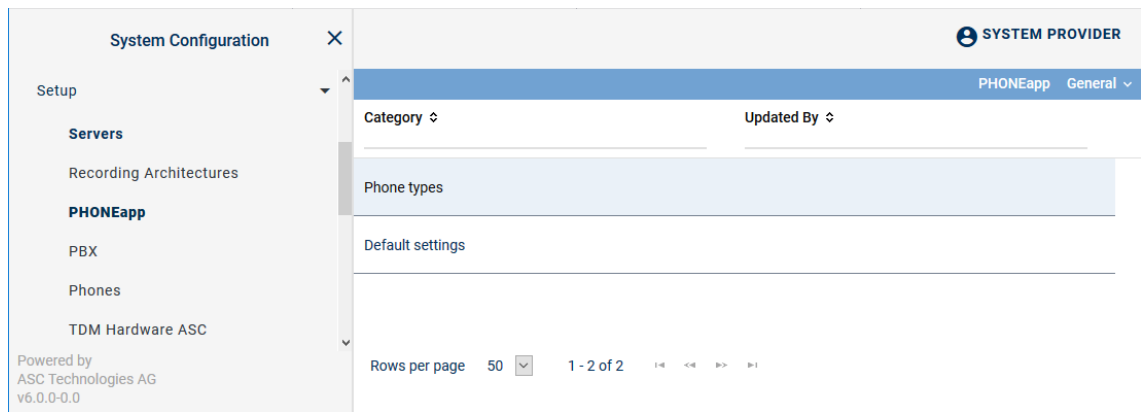 System Configuration
SYSTEM PROVIDER
Setup
PHONEapp General
Category Updated By
Servers
Recording Architectures
Phone types
PHONEapp
Default settings
PBX
Phones
TDM Hardware ASC
Powered by
ASC Technologies AG
v6.0.0-0.0
Rows per page 50 1 - 2 of 2